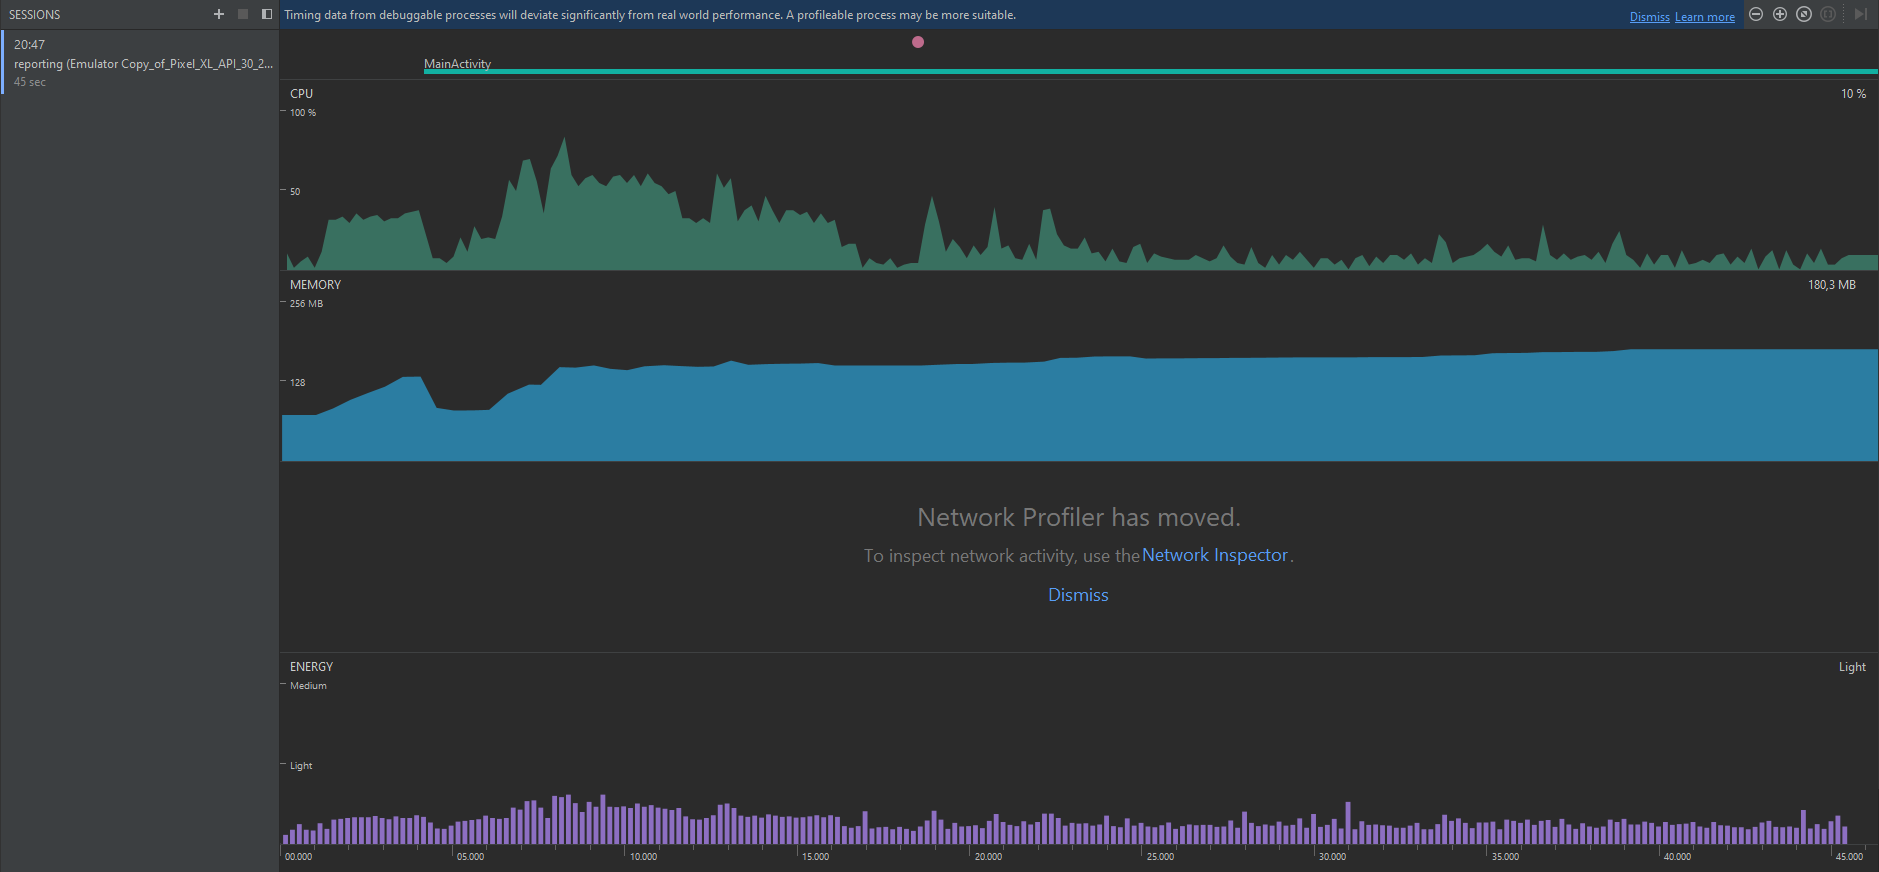 SESSIONS
Timing data from debuggable processes will deviate significantly from real world performance. A profileable process may be more suitable.
Dismiss Learn more
20:47
reporting (Emulator Copy_of_Pixel_XL_API_30_2...
45 sec
MainActivity
CPU
10 %
100 %
50
MEMORY
180,3 MB
256 MB
128
Network Profiler has moved.
To inspect network activity, use the Network Inspector.
Dismiss
ENERGY
Light
Medium
Light
00.000 05.000 10.000 15.000 20.000 25.000 30.000 35.000 40.000 45.000